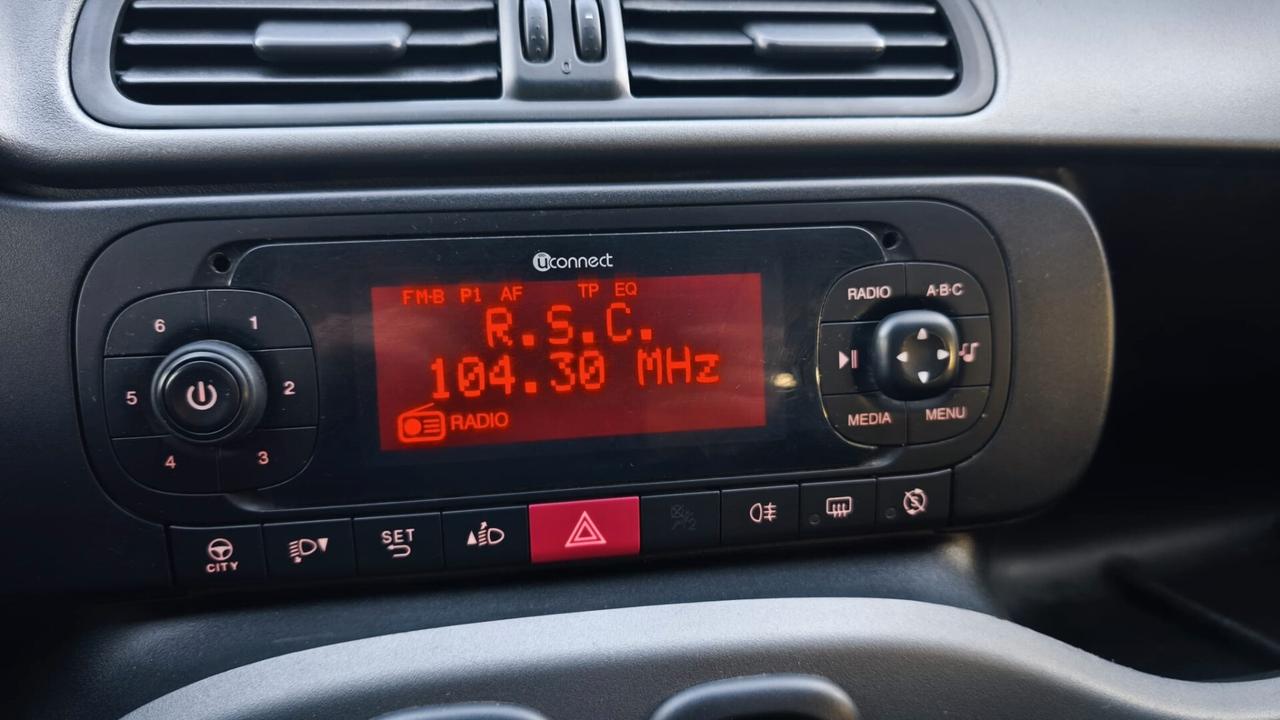 uconnect
FM-B P1 AF TP EQ
R.S.C.
104.30 MHz
RADIO
6 1
5 2
4 3
RADIO A·B·C
MEDIA MENU
CITY
SET
0